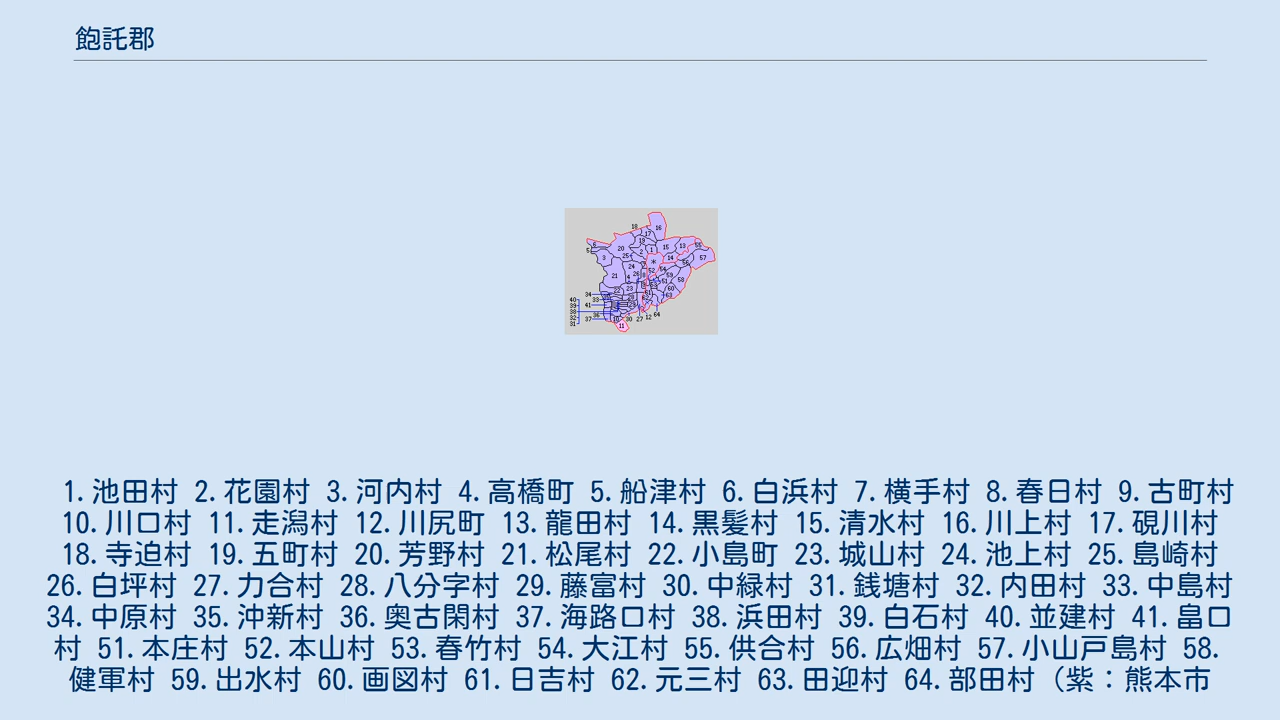 飽託郡
1.池田村 2.花園村 3.河内村 4.高橋町 5.船津村 6.白浜村 7.横手村 8.春日村 9.古町村
10.川口村 11.走潟村 12.川尻町 13.龍田村 14.黒髪村 15.清水村 16.川上村 17.硯川村
18.寺迫村 19.五町村 20.芳野村 21.松尾村 22.小島町 23.城山村 24.池上村 25.島崎村
26.白坪村 27.力合村 28.八分字村 29.藤富村 30.中緑村 31.銭塘村 32.内田村 33.中島村
34.中原村 35.沖新村 36.奥古閑村 37.海路口村 38.浜田村 39.白石村 40.並建村 41.畠口
村 51.本庄村 52.本山村 53.春竹村 54.大江村 55.供合村 56.広畑村 57.小山戸島村 58.
健軍村 59.出水村 60.画図村 61.日吉村 62.元三村 63.田迎村 64.部田村（紫：熊本市